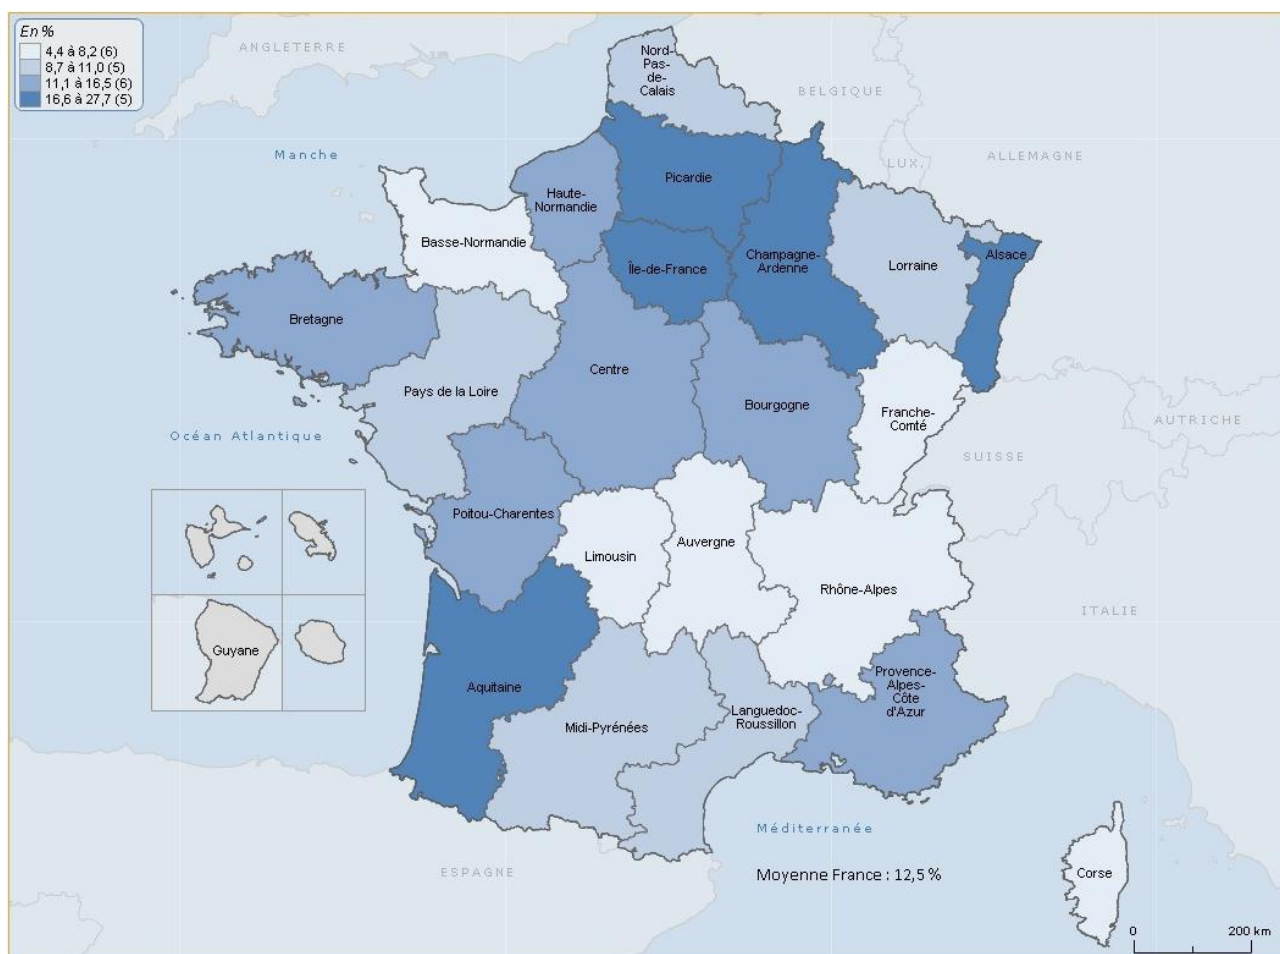 En %
4,4 à 8,2 (6)
8,7 à 11,0 (5)
11,1 à 16,5 (6)
16,6 à 27,7 (5)
ANGLETERRE
Nord-
Pas-
de-
Calais
BELGIQUE
Manche
LUX.
ALLEMAGNE
Picardie
Haute-
Normandie
Basse-Normandie
Île-de-France
Champagne-
Ardenne
Lorraine
Alsace
Bretagne
Centre
Pays de la Loire
Bourgogne
Franche-
Comté
AUTRICHE
Océan Atlantique
SUISSE
Poitou-Charentes
Limousin
Auvergne
Rhône-Alpes
ITALIE
Guyane
Aquitaine
Provence-
Alpes-
Côte
d'Azur
Midi-Pyrénées
Languedoc-
Roussillon
Méditerranée
ESPAGNE
Moyenne France : 12,5 %
Corse
0 200 km